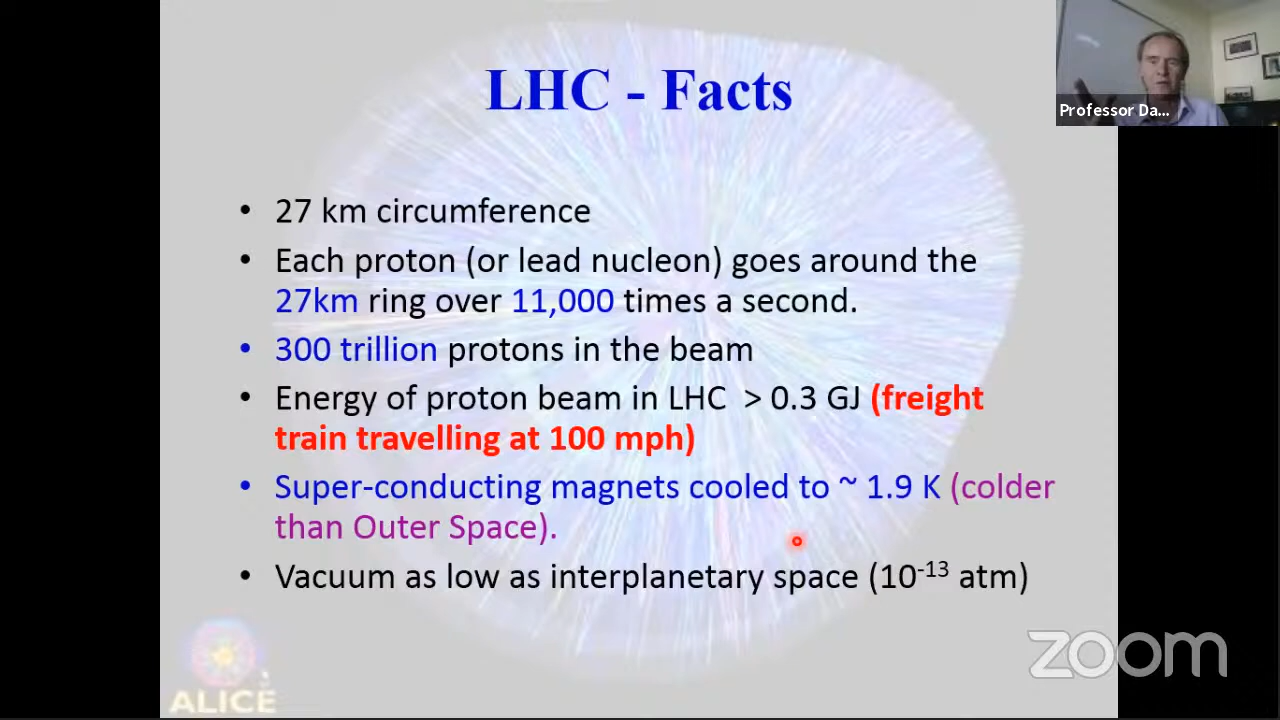 LHC - Facts
Professor Da...
• 27 km circumference
• Each proton (or lead nucleon) goes around the
27km ring over 11,000 times a second.
• 300 trillion protons in the beam
• Energy of proton beam in LHC > 0.3 GJ (freight
train travelling at 100 mph)
• Super-conducting magnets cooled to ~ 1.9 K (colder
than Outer Space).
• Vacuum as low as interplanetary space (10⁻¹³ atm)
zoom
ALICE